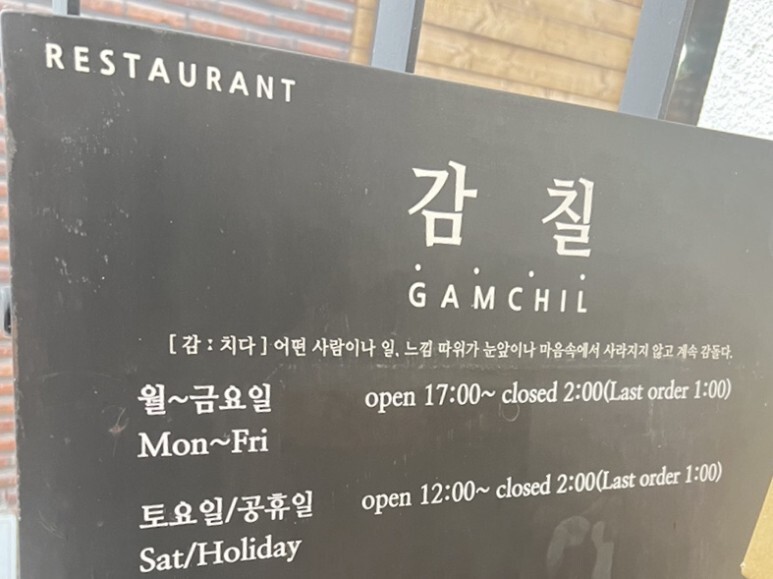 RESTAURANT
감 칠
GAMCHIL
[ 감 : 치다 ] 어떤 사람이나 일, 느낌 따위가 눈앞이나 마음속에서 사라지지 않고 계속 감돌다.
월~금요일 open 17:00~ closed 2:00(Last order 1:00)
Mon~Fri
토요일/공휴일 open 12:00~ closed 2:00(Last order 1:00)
Sat/Holiday